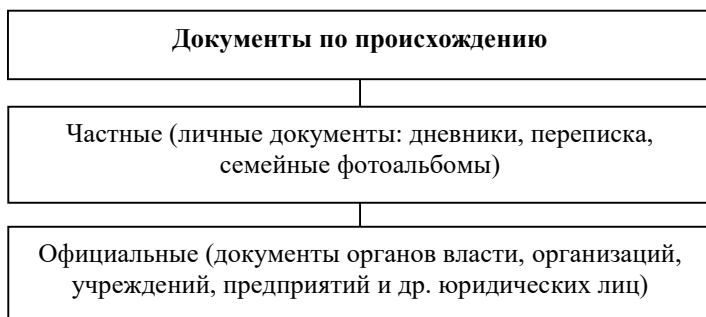 Документы по происхождению
Частные (личные документы: дневники, переписка,
семейные фотоальбомы)
Официальные (документы органов власти, организаций,
учреждений, предприятий и др. юридических лиц)